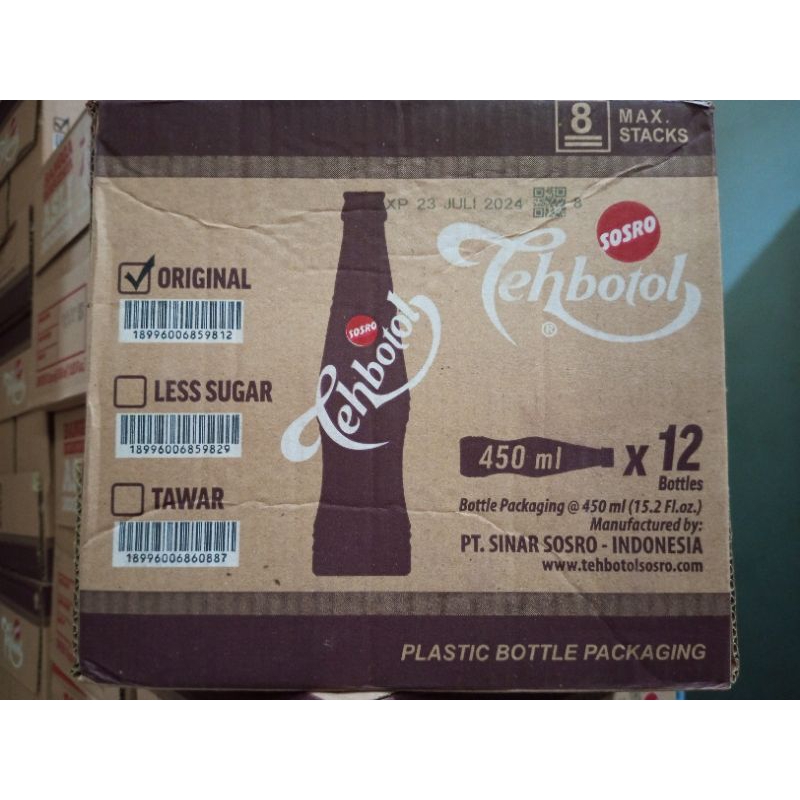 8 MAX.
STACKS
XP 23 JULI 2024
8
SOSRO
Tehbotol
®
ORIGINAL
18996006859812
LESS SUGAR
18996006859829
TAWAR
18996006860887
SOSRO
Tehbotol
450 ml x 12
Bottles
Bottle Packaging @ 450 ml (15.2 Fl.oz.)
Manufactured by:
PT. SINAR SOSRO - INDONESIA
www.tehbotolsosro.com
PLASTIC BOTTLE PACKAGING